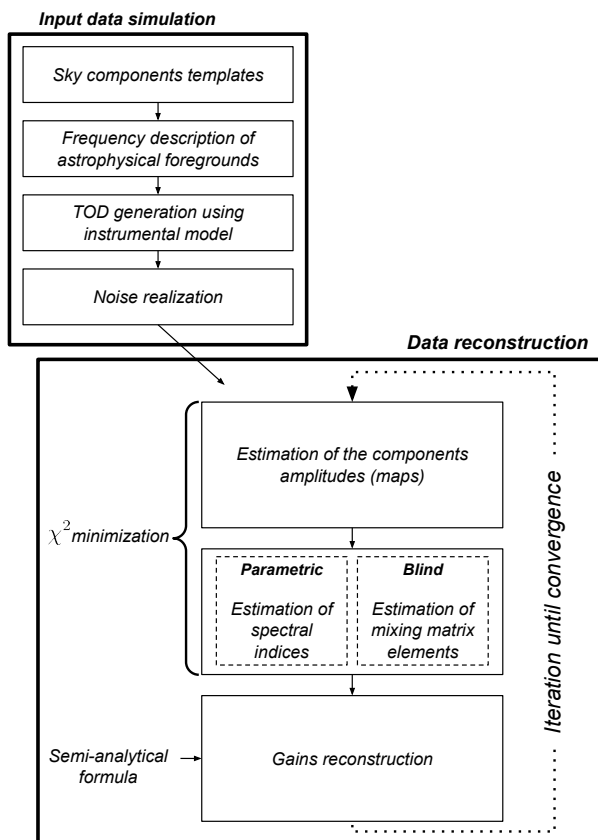 Input data simulation
Sky components templates
Frequency description of
astrophysical foregrounds
TOD generation using
instrumental model
Noise realization
Data reconstruction
Estimation of the components
amplitudes (maps)
χ² minimization
Parametric
Estimation of
spectral
indices
Blind
Estimation of
mixing matrix
elements
Iteration until convergence
Semi-analytical
formula
Gains reconstruction